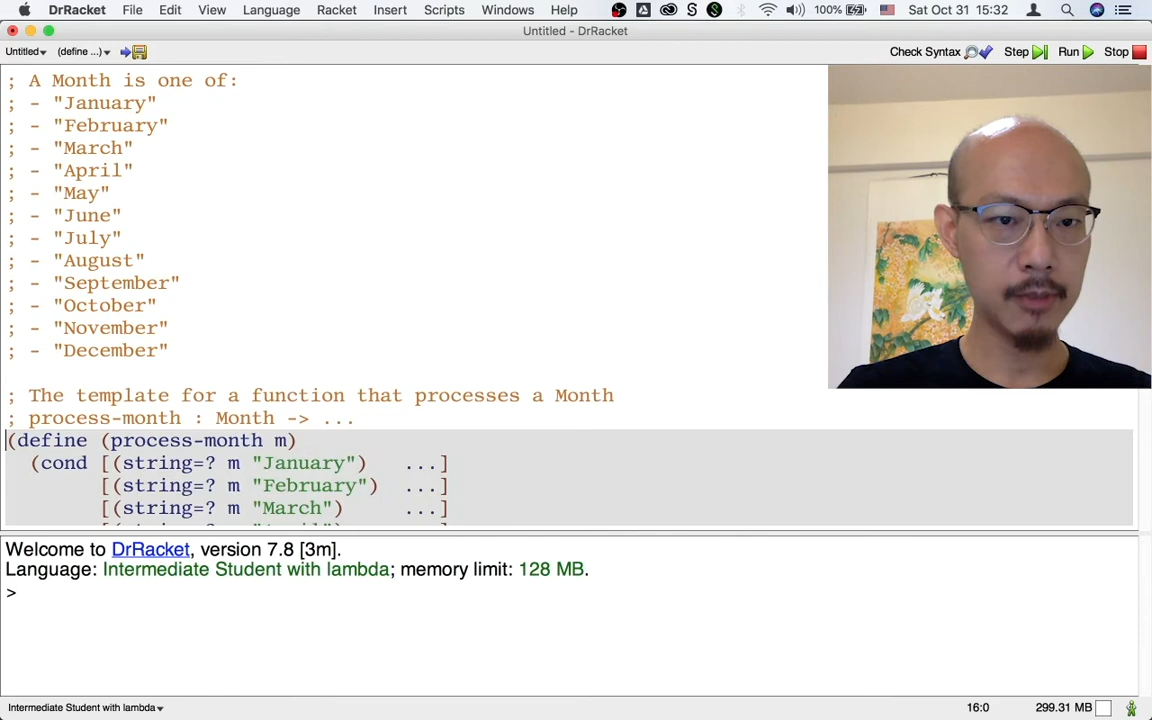 DrRacket File Edit View Language Racket Insert Scripts Windows Help 100% Sat Oct 31 15:32
Untitled - DrRacket
Untitled (define ...) Check Syntax Step Run Stop
; A Month is one of:
; - "January"
; - "February"
; - "March"
; - "April"
; - "May"
; - "June"
; - "July"
; - "August"
; - "September"
; - "October"
; - "November"
; - "December"
; The template for a function that processes a Month
; process-month : Month -> ...
(define (process-month m)
(cond [(string=? m "January") ...]
[(string=? m "February") ...]
[(string=? m "March") ...]
Welcome to DrRacket, version 7.8 [3m].
Language: Intermediate Student with lambda; memory limit: 128 MB.
>
Intermediate Student with lambda 16:0 299.31 MB